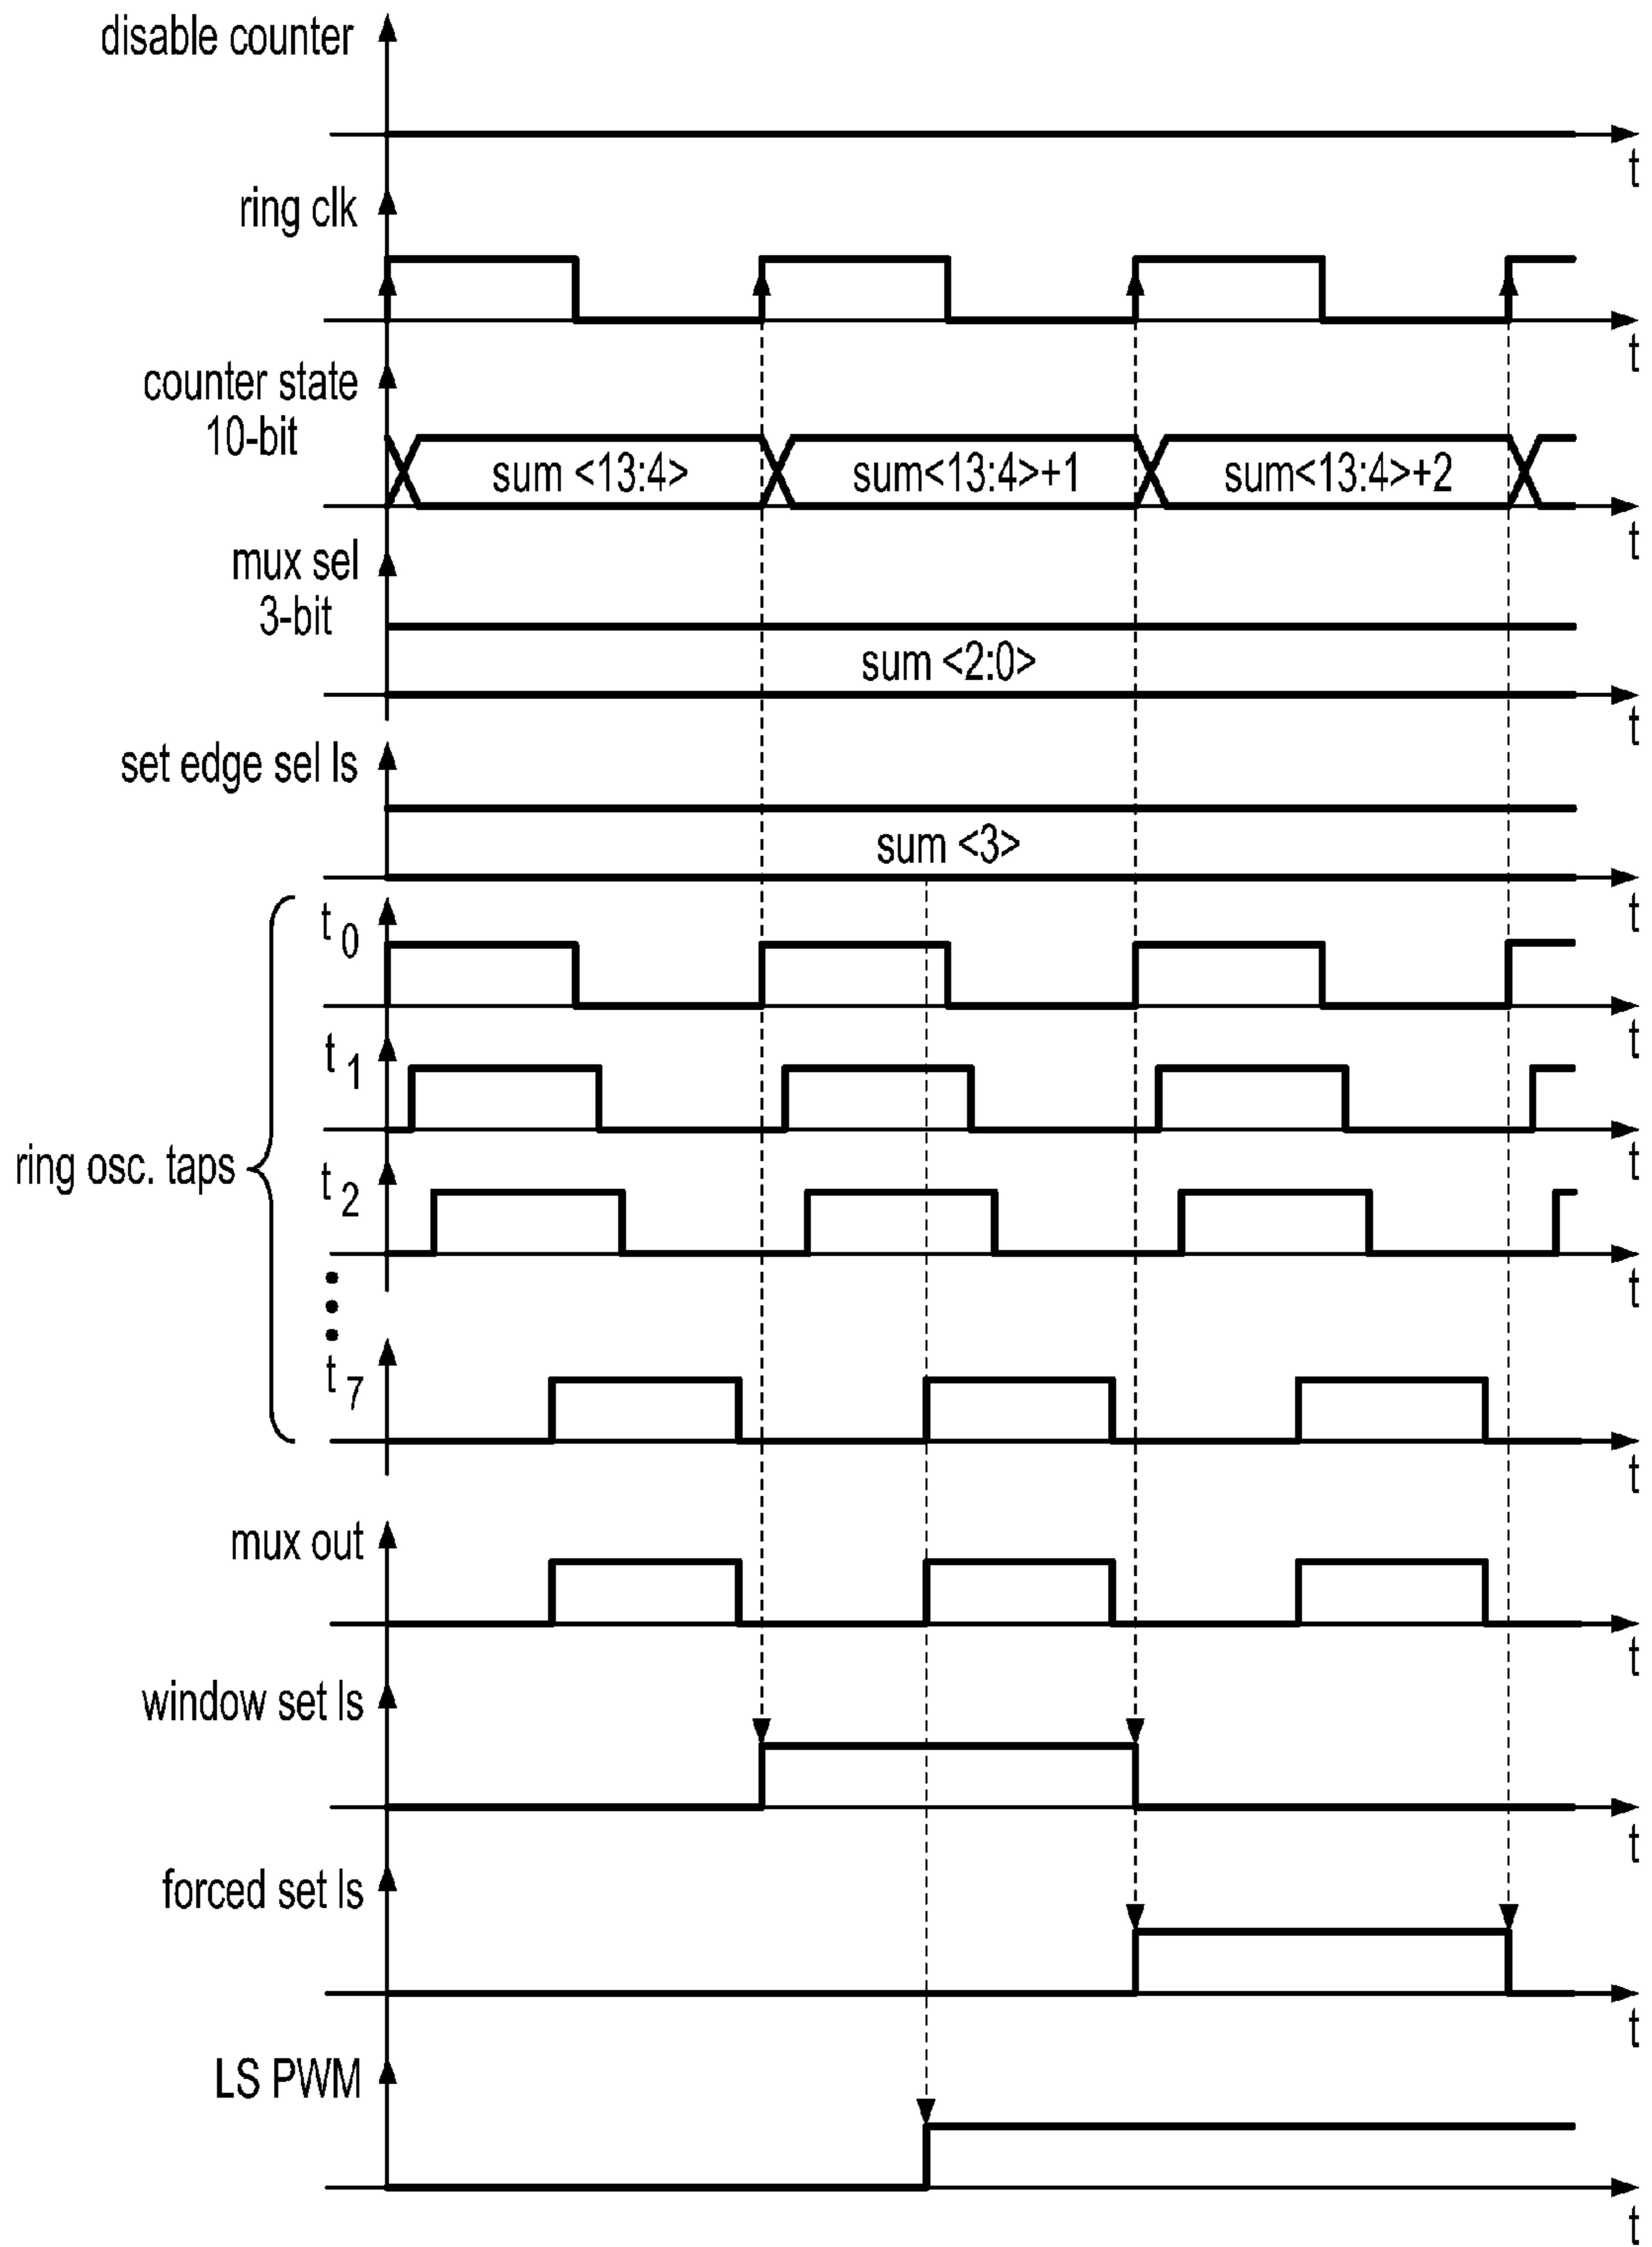 disable counter
t
ring clk
t
counter state
10-bit
sum <13:4>
sum<13:4>+1
sum<13:4>+2
t
mux sel
3-bit
sum <2:0>
t
set edge sel ls
sum <3>
t
ring osc. taps
t 0
t
t 1
t
t 2
t
t 7
t
mux out
t
window set ls
t
forced set ls
t
LS PWM
t